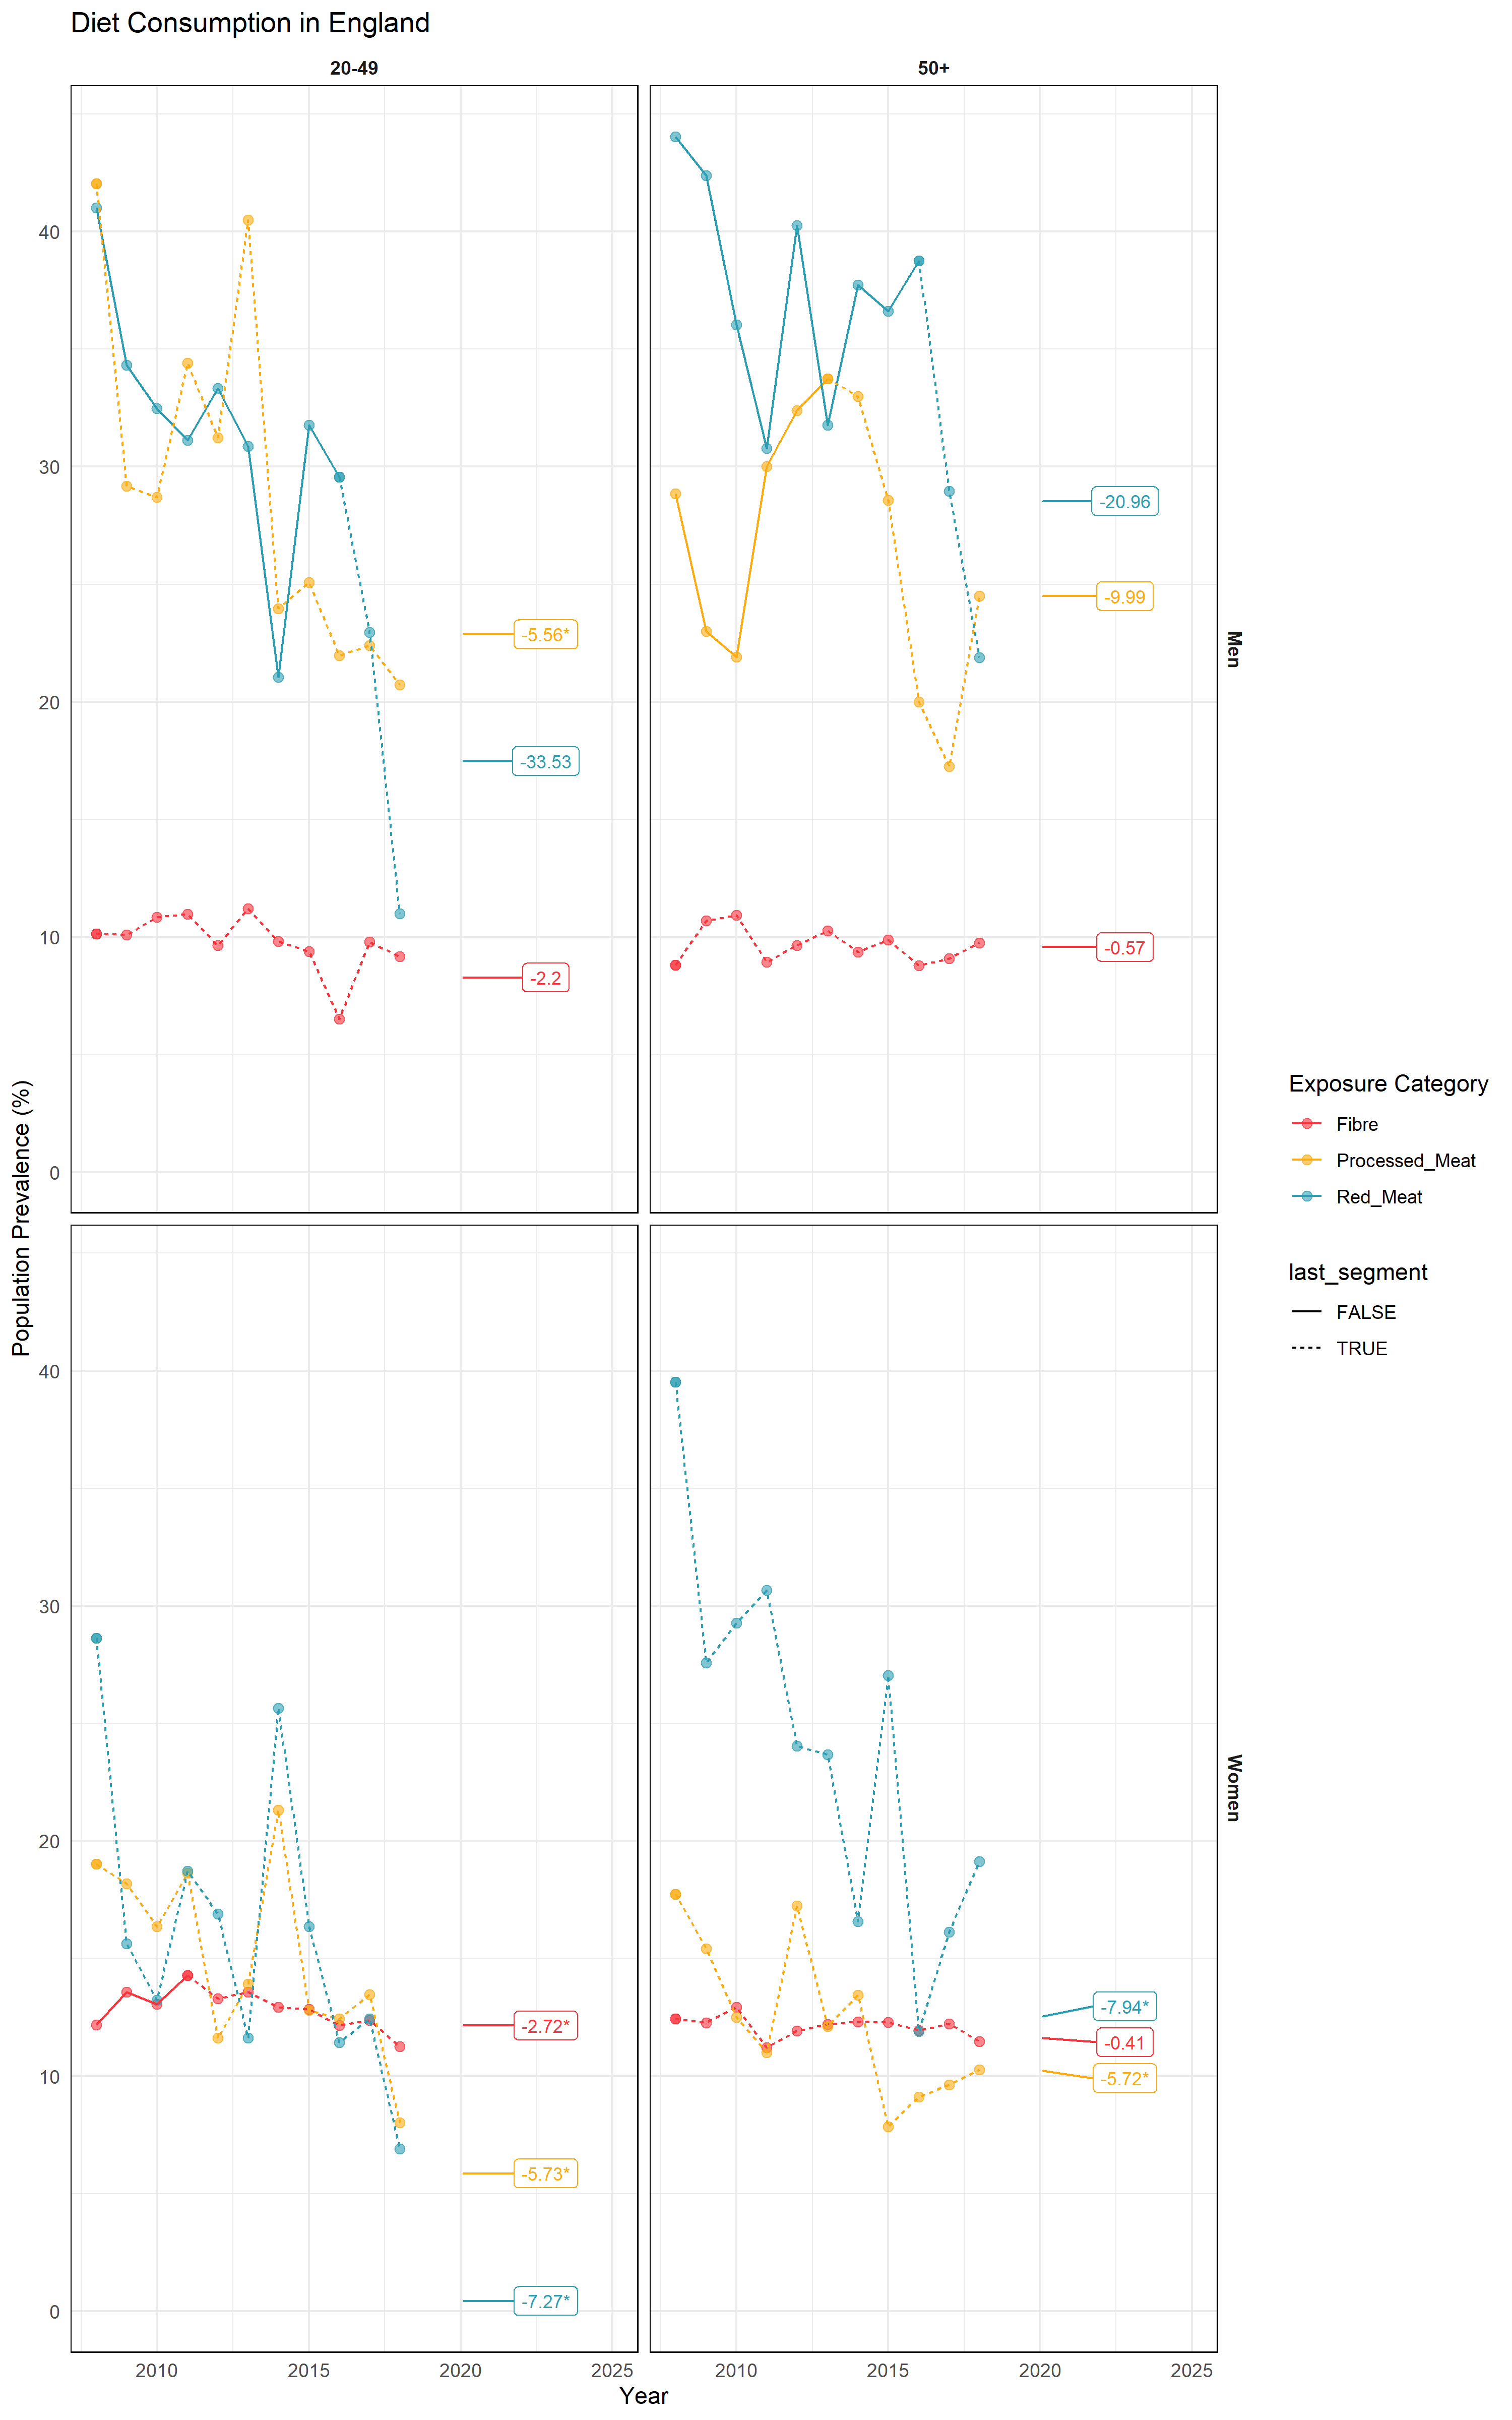 Diet Consumption in England
20-49
50+
40
30
20
10
0
-5.56*
-33.53
-2.2
-20.96
-9.99
-0.57
Men
Population Prevalence (%)
Exposure Category
Fibre
Processed_Meat
Red_Meat
last_segment
FALSE
TRUE
40
30
20
10
0
-2.72*
-5.73*
-7.27*
-7.94*
-0.41
-5.72*
Women
2010
2015
2020
2025
2010
2015
2020
2025
Year